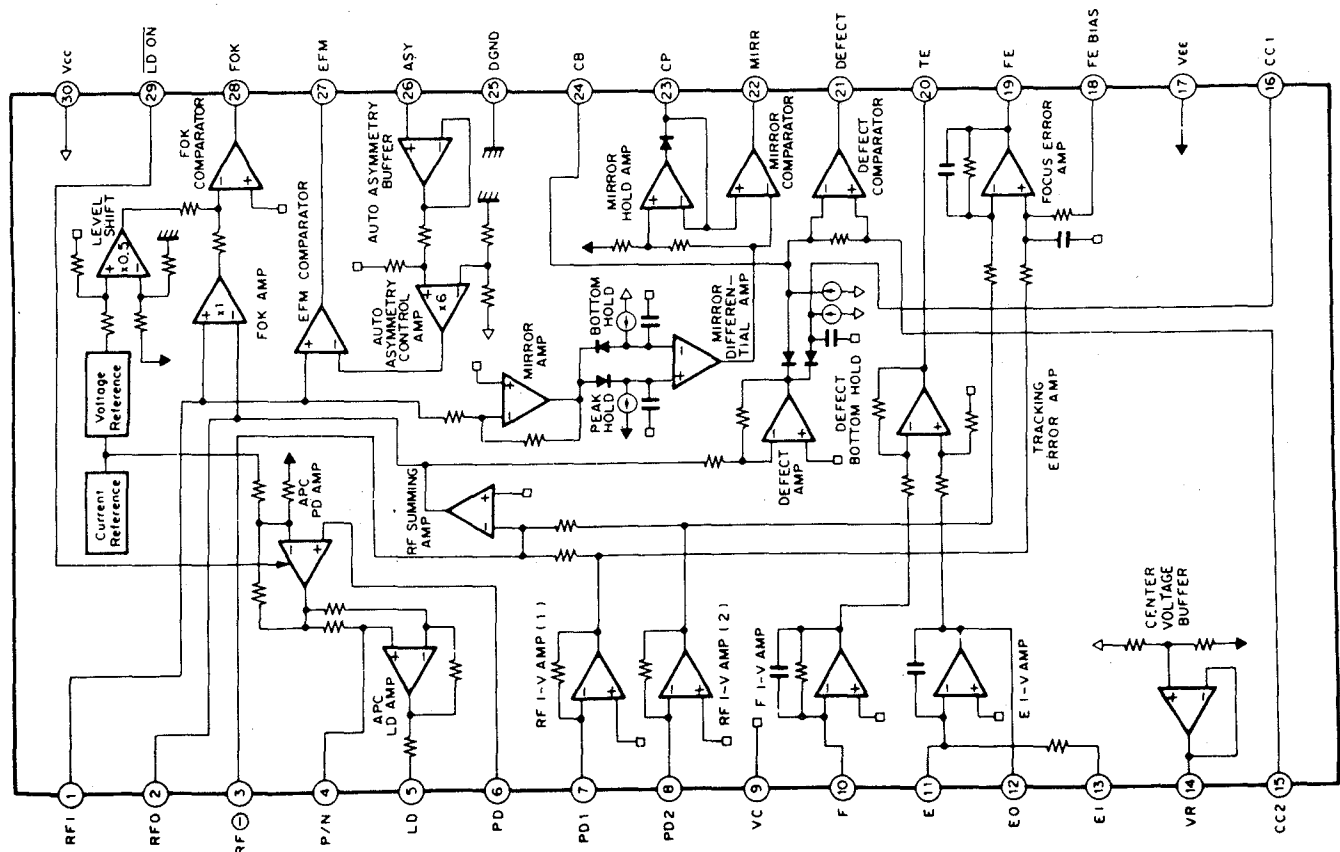 Vcc
30
LD ON
29
FOK
28
EFM
27
ASY
26
DGND
25
CB
24
CP
23
MIRR
22
DEFECT
21
TE
20
FE
19
FE BIAS
18
VEE
17
CC1
16
FOK
COMPARATOR
LEVEL
SHIFT
×0.5
+
−
×1
FOK AMP
EFM COMPARATOR
AUTO ASYMMETRY
BUFFER
AUTO
ASYMMETRY
CONTROL
AMP
×6
Voltage
Reference
Current
Reference
APC
PD AMP
APC
LD AMP
RF SUMMING
AMP
MIRROR
AMP
PEAK
HOLD
BOTTOM
HOLD
MIRROR
DIFFEREN-
TIAL AMP
MIRROR
HOLD AMP
MIRROR
COMPARATOR
DEFECT
COMPARATOR
DEFECT
AMP
DEFECT
BOTTOM HOLD
TRACKING
ERROR AMP
FOCUS ERROR
AMP
RF I-V AMP (1)
RF I-V AMP (2)
F I-V AMP
E I-V AMP
CENTER
VOLTAGE
BUFFER
1
RFI
2
RFO
3
RF⊖
4
P/N
5
LD
6
PD
7
PD1
8
PD2
9
VC
10
F
11
E
12
EO
13
EI
14
VR
15
CC2